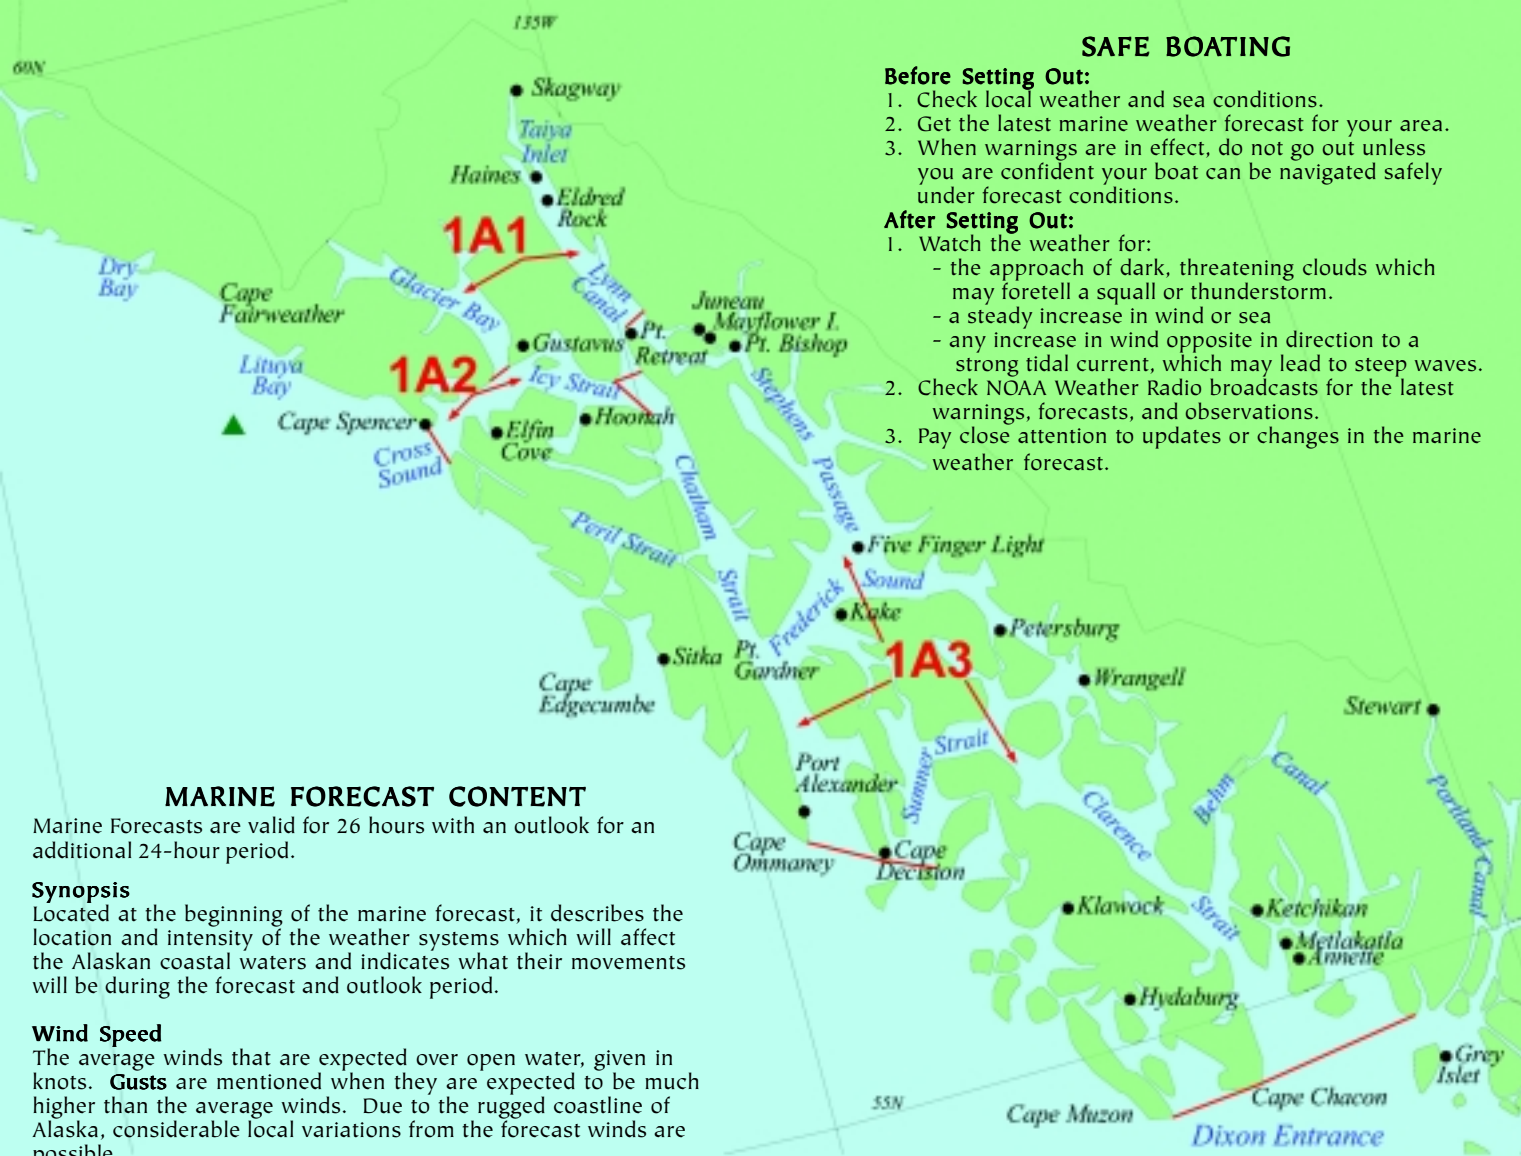 135W
60N
SAFE BOATING
Before Setting Out:
1. Check local weather and sea conditions.
2. Get the latest marine weather forecast for your area.
3. When warnings are in effect, do not go out unless
you are confident your boat can be navigated safely
under forecast conditions.
After Setting Out:
1. Watch the weather for:
- the approach of dark, threatening clouds which
may foretell a squall or thunderstorm.
- a steady increase in wind or sea
- any increase in wind opposite in direction to a
strong tidal current, which may lead to steep waves.
2. Check NOAA Weather Radio broadcasts for the latest
warnings, forecasts, and observations.
3. Pay close attention to updates or changes in the marine
weather forecast.
Skagway
Taiya
Inlet
Haines
Eldred
Rock
1A1
Lynn
Canal
Glacier Bay
Dry
Bay
Cape
Fairweather
Juneau
Mayflower I.
Pt. Bishop
Gustavus
Pt.
Retreat
Lituya
Bay
1A2
Icy Strait
Stephens
Passage
Cape Spencer
Elfin
Cove
Hoonah
Cross
Sound
Chatham
Strait
Peril Strait
Five Finger Light
Frederick
Sound
Kake
Petersburg
Sitka
Pt.
Gardner
1A3
Wrangell
Cape
Edgecumbe
Stewart
Sumner
Strait
Port
Alexander
Clarence
Strait
Behm
Canal
Portland Canal
Cape
Ommaney
Cape
Decision
Klawock
Ketchikan
Metlakatla
Annette
Hydaburg
Grey
Islet
55N
Cape Muzon
Cape Chacon
Dixon Entrance
MARINE FORECAST CONTENT
Marine Forecasts are valid for 26 hours with an outlook for an
additional 24-hour period.
Synopsis
Located at the beginning of the marine forecast, it describes the
location and intensity of the weather systems which will affect
the Alaskan coastal waters and indicates what their movements
will be during the forecast and outlook period.
Wind Speed
The average winds that are expected over open water, given in
knots. Gusts are mentioned when they are expected to be much
higher than the average winds. Due to the rugged coastline of
Alaska, considerable local variations from the forecast winds are
possible.